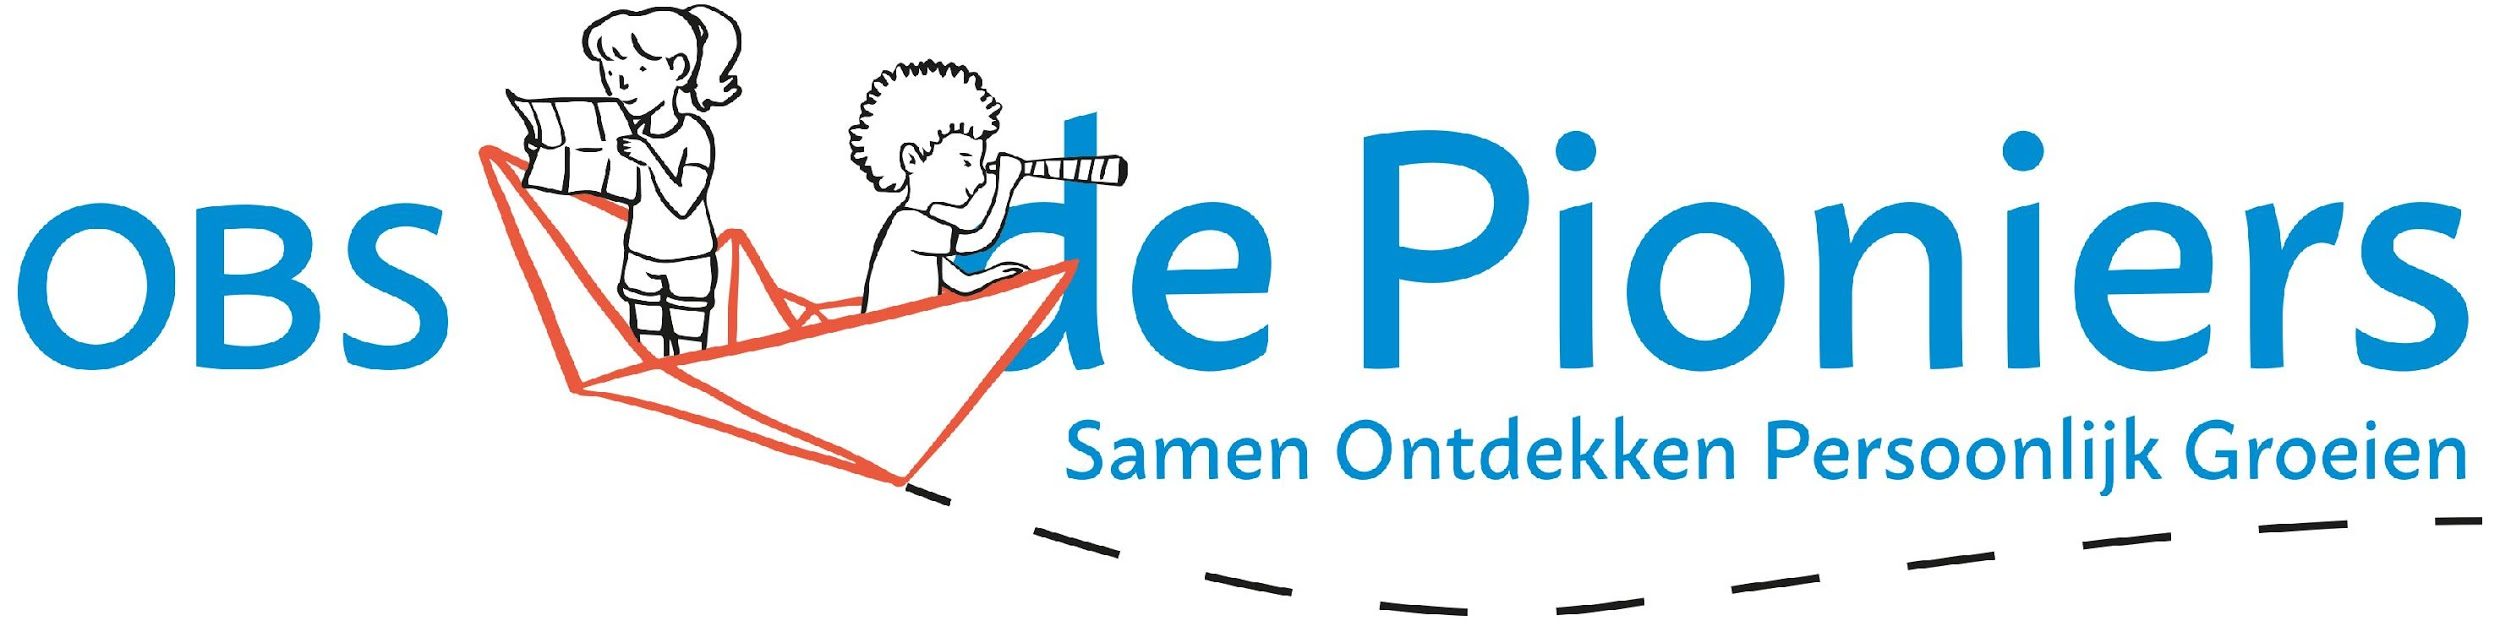 OBS de Pioniers
Samen Ontdekken Persoonlijk Groeien